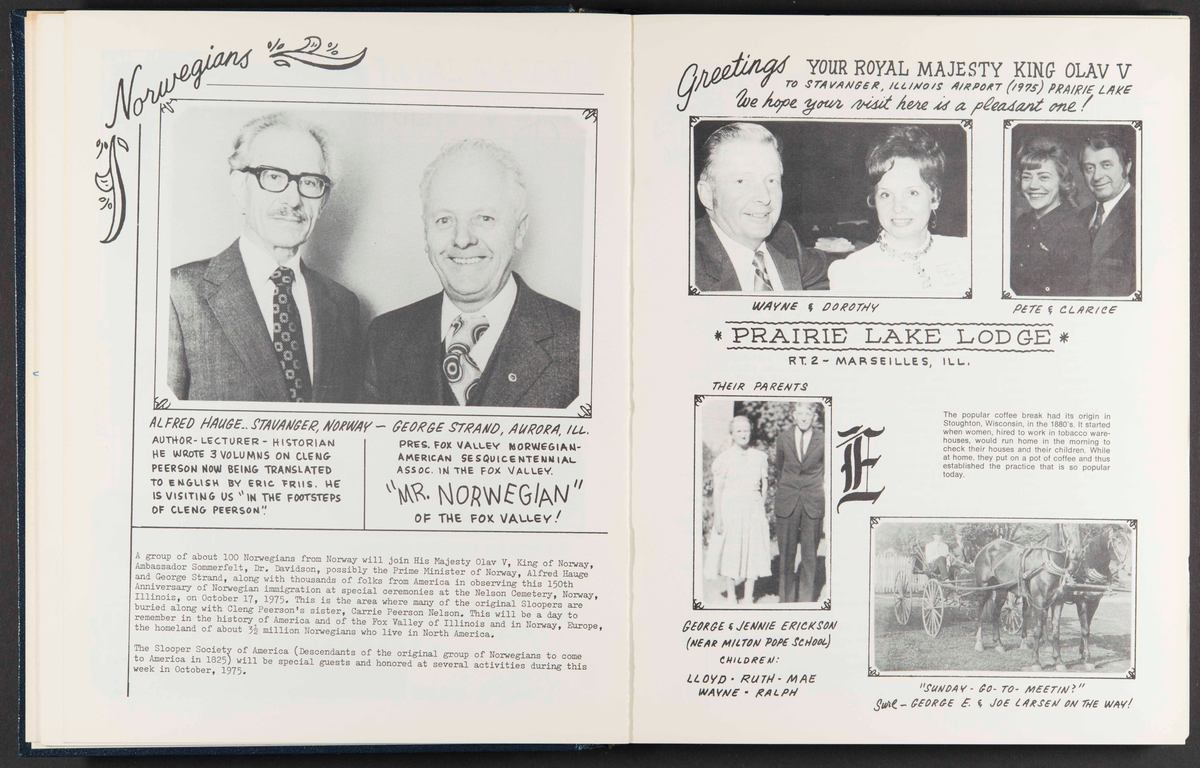 Norwegians
ALFRED HAUGE.. STAVANGER, NORWAY — GEORGE STRAND, AURORA, ILL.
AUTHOR-LECTURER-HISTORIAN
HE WROTE 3 VOLUMNS ON CLENG
PEERSON NOW BEING TRANSLATED
TO ENGLISH BY ERIC FRIIS. HE
IS VISITING US "IN THE FOOTSTEPS
OF CLENG PEERSON".
PRES. FOX VALLEY NORWEGIAN-
AMERICAN SESQUICENTENNIAL
ASSOC. IN THE FOX VALLEY.
"MR. NORWEGIAN"
OF THE FOX VALLEY!
A group of about 100 Norwegians from Norway will join His Majesty Olav V, King of Norway,
Ambassador Sommerfelt, Dr. Davidson, possibly the Prime Minister of Norway, Alfred Hauge
and George Strand, along with thousands of folks from America in observing this 150th
Anniversary of Norwegian immigration at special ceremonies at the Nelson Cemetery, Norway,
Illinois, on October 17, 1975. This is the area where many of the original Sloopers are
buried along with Cleng Peerson's sister, Carrie Peerson Nelson. This will be a day to
remember in the history of America and of the Fox Valley of Illinois and in Norway, Europe,
the homeland of about 3½ million Norwegians who live in North America.
The Slooper Society of America (Descendants of the original group of Norwegians to come
to America in 1825) will be special guests and honored at several activities during this
week in October, 1975.
Greetings YOUR ROYAL MAJESTY KING OLAV V
TO STAVANGER, ILLINOIS AIRPORT (1975) PRAIRIE LAKE
We hope your visit here is a pleasant one!
WAYNE & DOROTHY
PETE & CLARICE
* PRAIRIE LAKE LODGE *
RT. 2 - MARSEILLES, ILL.
THEIR PARENTS
E
The popular coffee break had its origin in
Stoughton, Wisconsin, in the 1880's. It started
when women, hired to work in tobacco ware-
houses, would run home in the morning to
check their houses and their children. While
at home, they put on a pot of coffee and thus
established the practice that is so popular
today.
GEORGE & JENNIE ERICKSON
(NEAR MILTON POPE SCHOOL)
CHILDREN:
LLOYD - RUTH - MAE
WAYNE - RALPH
"SUNDAY - GO - TO - MEETIN?"
Sure - GEORGE E. & JOE LARSEN ON THE WAY!